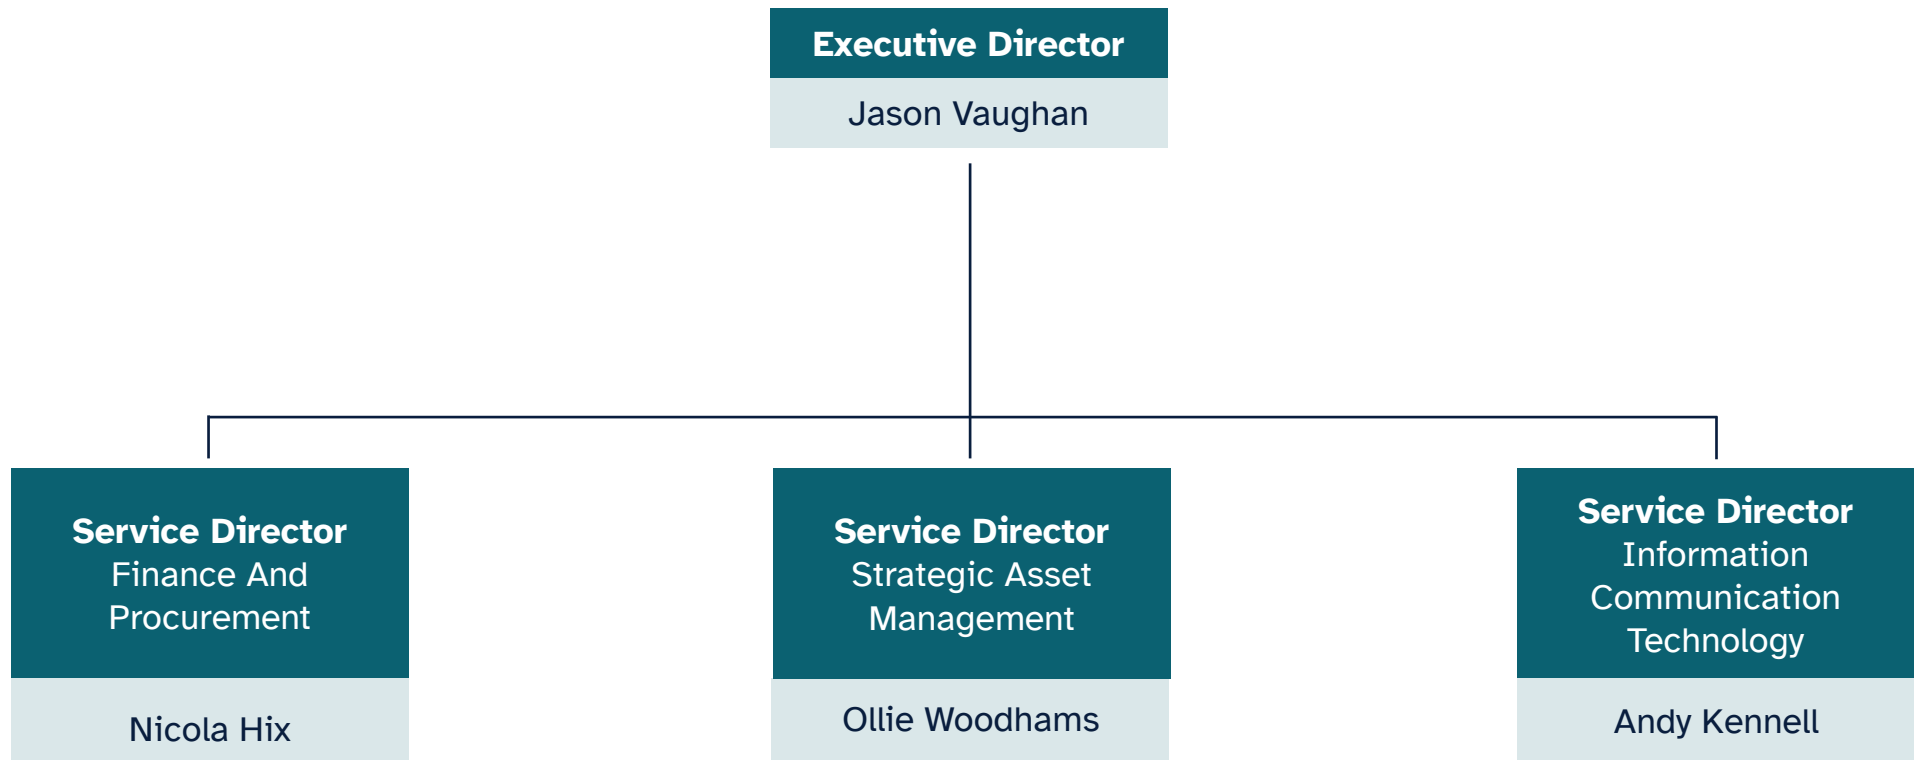 Executive Director
Jason Vaughan
Service Director
Finance And
Procurement
Nicola Hix
Service Director
Strategic Asset
Management
Ollie Woodhams
Service Director
Information
Communication
Technology
Andy Kennell